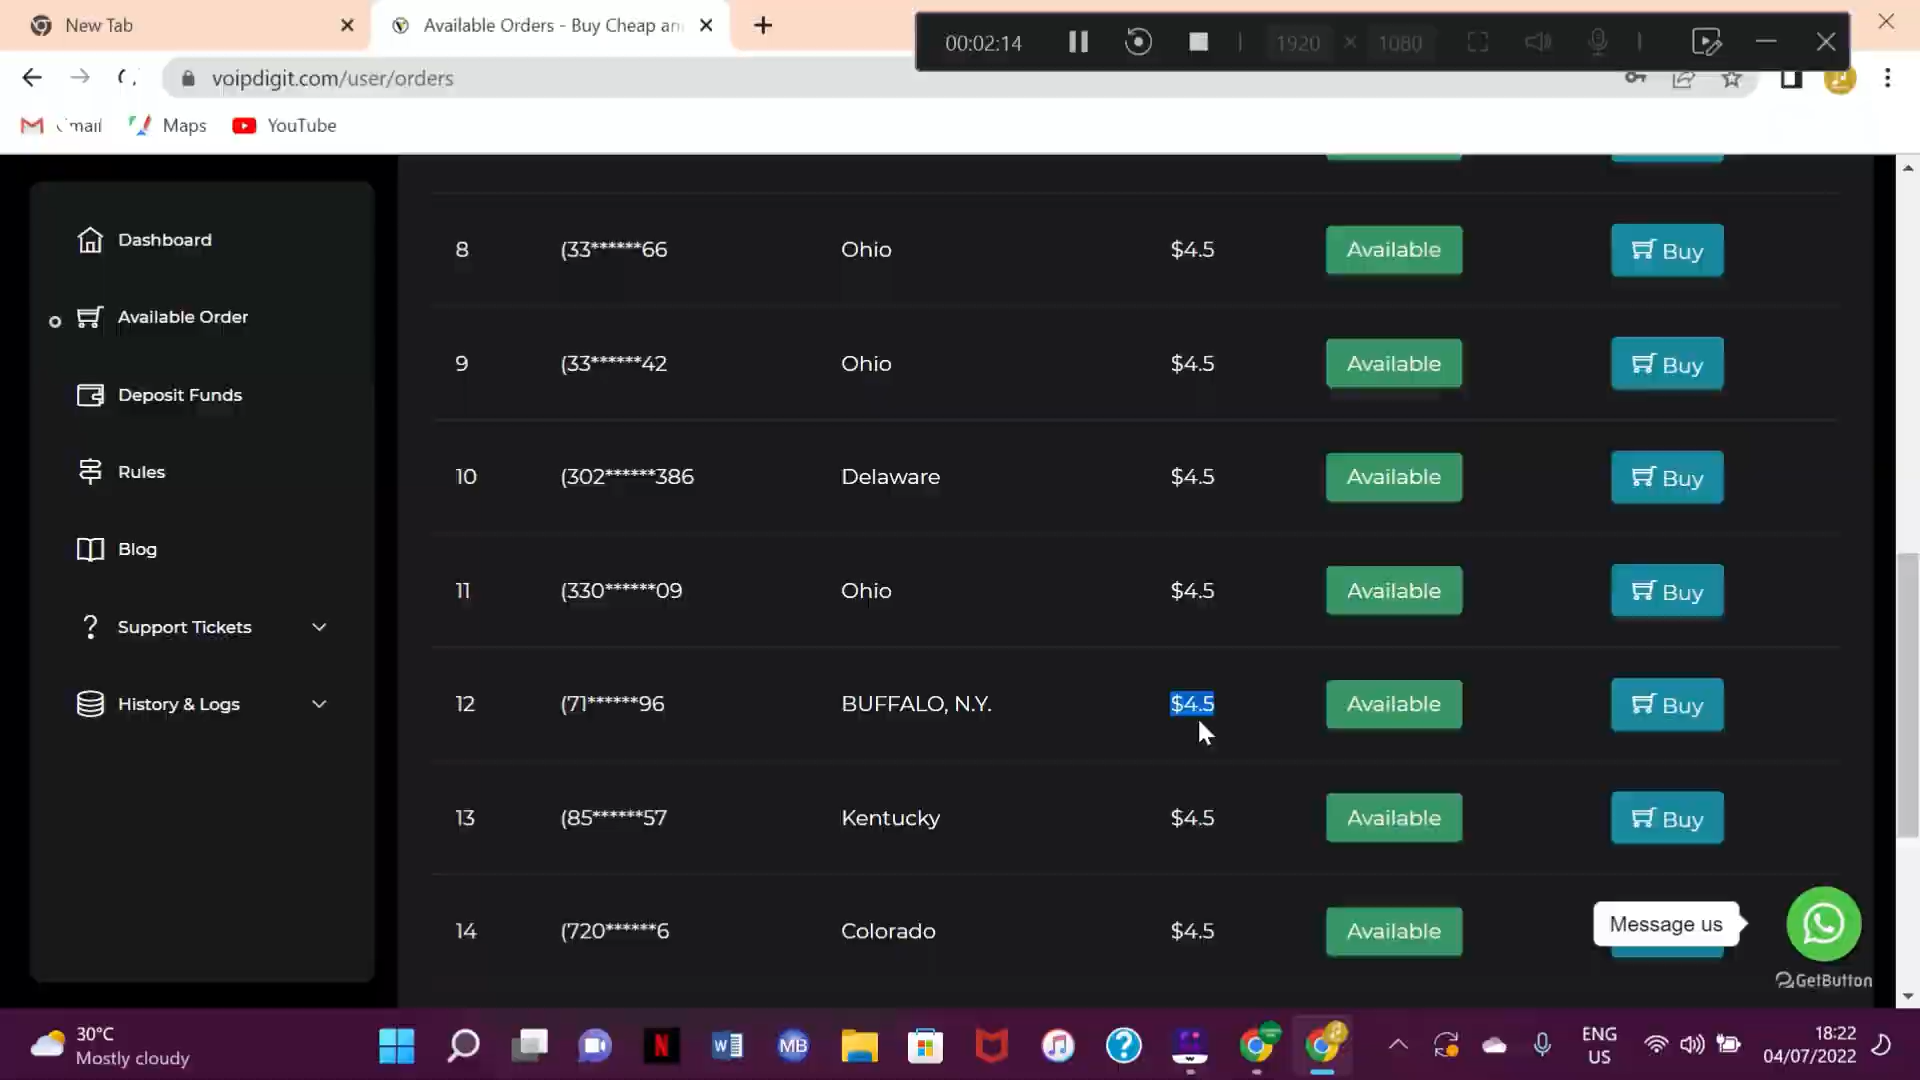 New Tab
Available Orders - Buy Cheap an
00:02:14
1920 × 1080
voipdigit.com/user/orders
Maps
YouTube
Dashboard
Available Order
Deposit Funds
Rules
Blog
Support Tickets
History & Logs
8 (33******66 Ohio $4.5 Available Buy
9 (33******42 Ohio $4.5 Available Buy
10 (302******386 Delaware $4.5 Available Buy
11 (330******09 Ohio $4.5 Available Buy
12 (71******96 BUFFALO, N.Y. $4.5 Available Buy
13 (85******57 Kentucky $4.5 Available Buy
14 (720******6 Colorado $4.5 Available
Message us
GetButton
30°C
Mostly cloudy
N
W
MB
ENG
US
18:22
04/07/2022